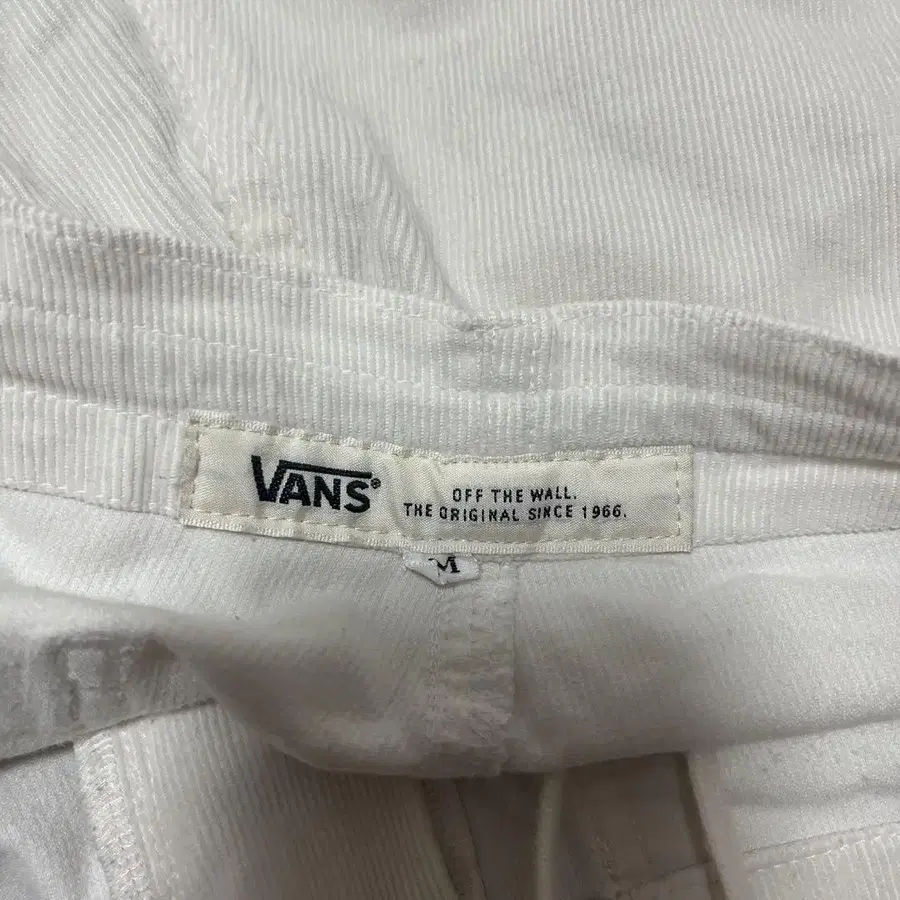 VANS®
OFF THE WALL.
THE ORIGINAL SINCE 1966.
M